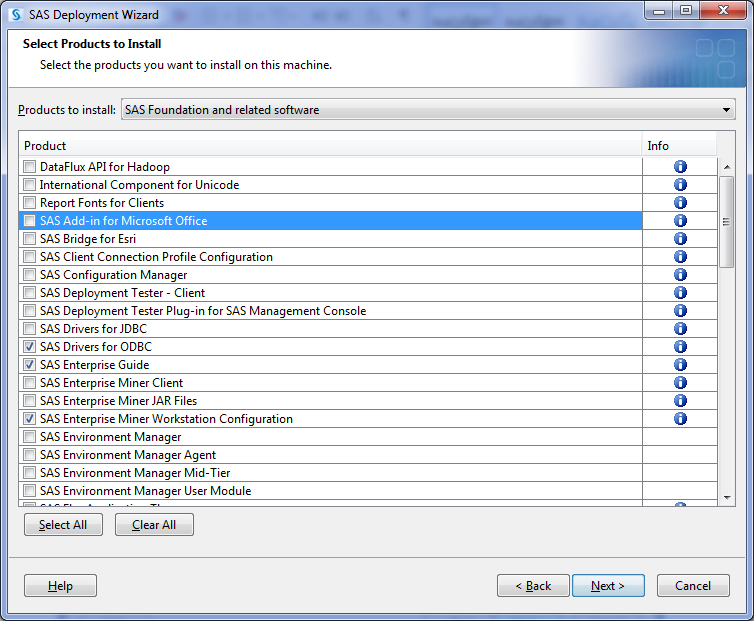 SAS Deployment Wizard
Select Products to Install
Select the products you want to install on this machine.
Products to install: SAS Foundation and related software
Product Info
DataFlux API for Hadoop
International Component for Unicode
Report Fonts for Clients
SAS Add-in for Microsoft Office
SAS Bridge for Esri
SAS Client Connection Profile Configuration
SAS Configuration Manager
SAS Deployment Tester - Client
SAS Deployment Tester Plug-in for SAS Management Console
SAS Drivers for JDBC
SAS Drivers for ODBC
SAS Enterprise Guide
SAS Enterprise Miner Client
SAS Enterprise Miner JAR Files
SAS Enterprise Miner Workstation Configuration
SAS Environment Manager
SAS Environment Manager Agent
SAS Environment Manager Mid-Tier
SAS Environment Manager User Module
Select All Clear All
Help < Back Next > Cancel